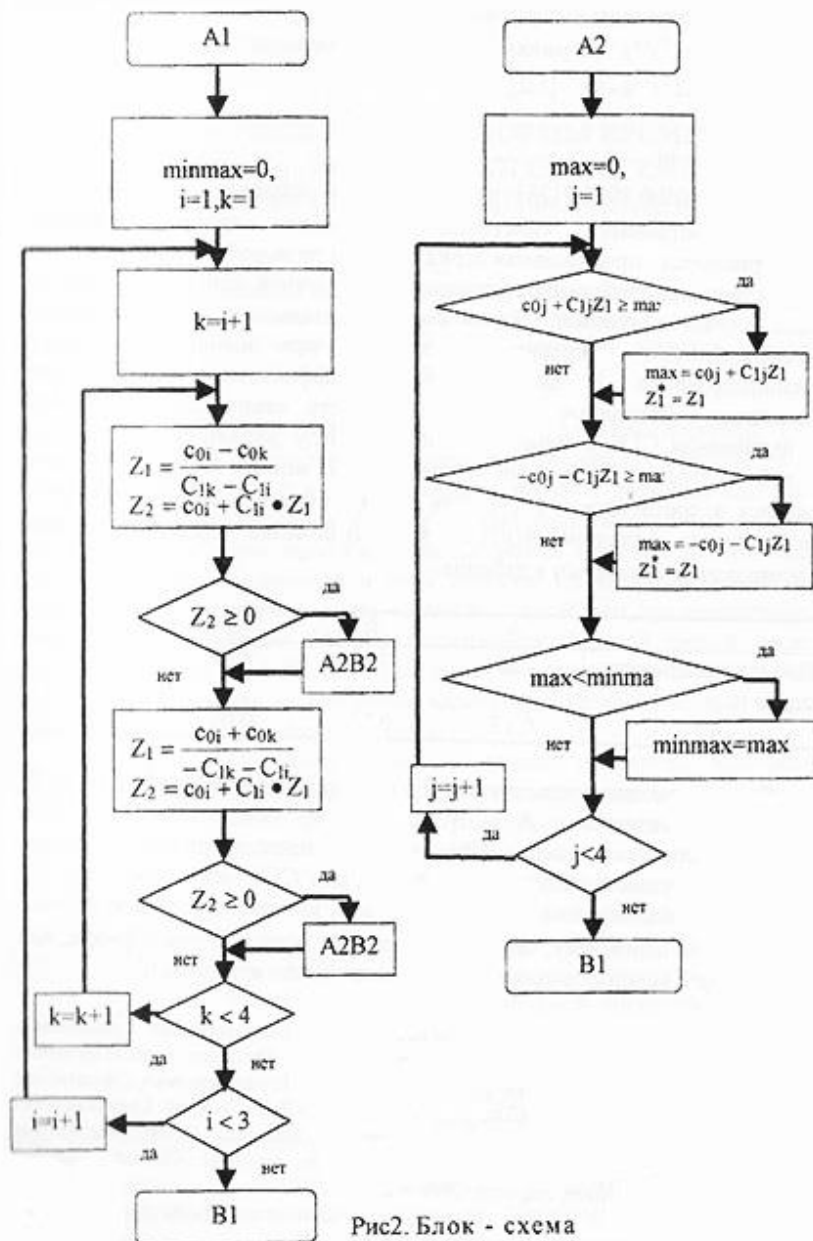 A1
minmax=0,
i=1,k=1
k=i+1
Z₁ = (c₀ᵢ − c₀ₖ) / (C₁ₖ − C₁ᵢ)
Z₂ = c₀ᵢ + C₁ᵢ • Z₁
Z₂ ≥ 0
да
A2B2
нет
Z₁ = (c₀ᵢ + c₀ₖ) / (−C₁ₖ − C₁ᵢ)
Z₂ = c₀ᵢ + C₁ᵢ • Z₁
Z₂ ≥ 0
да
A2B2
нет
k < 4
k=k+1
да
нет
i < 3
i=i+1
да
нет
B1
A2
max=0,
j=1
c0j + C1jZ1 ≥ ma
да
нет
max = c0j + C1jZ1
Z1* = Z1
−c0j − C1jZ1 ≥ ma
да
нет
max = −c0j − C1jZ1
Z1* = Z1
max<minma
да
нет
minmax=max
j=j+1
да
j<4
нет
B1
Рис2. Блок - схема